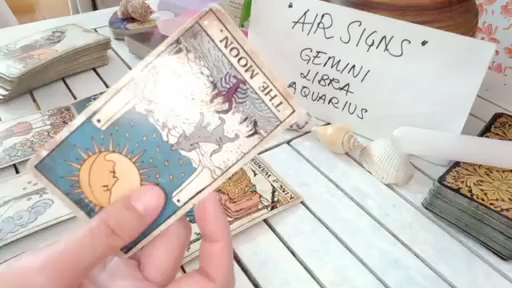 "AIR SIGNS"
GEMINI
LIBRA
AQUARIUS
THE MOON.